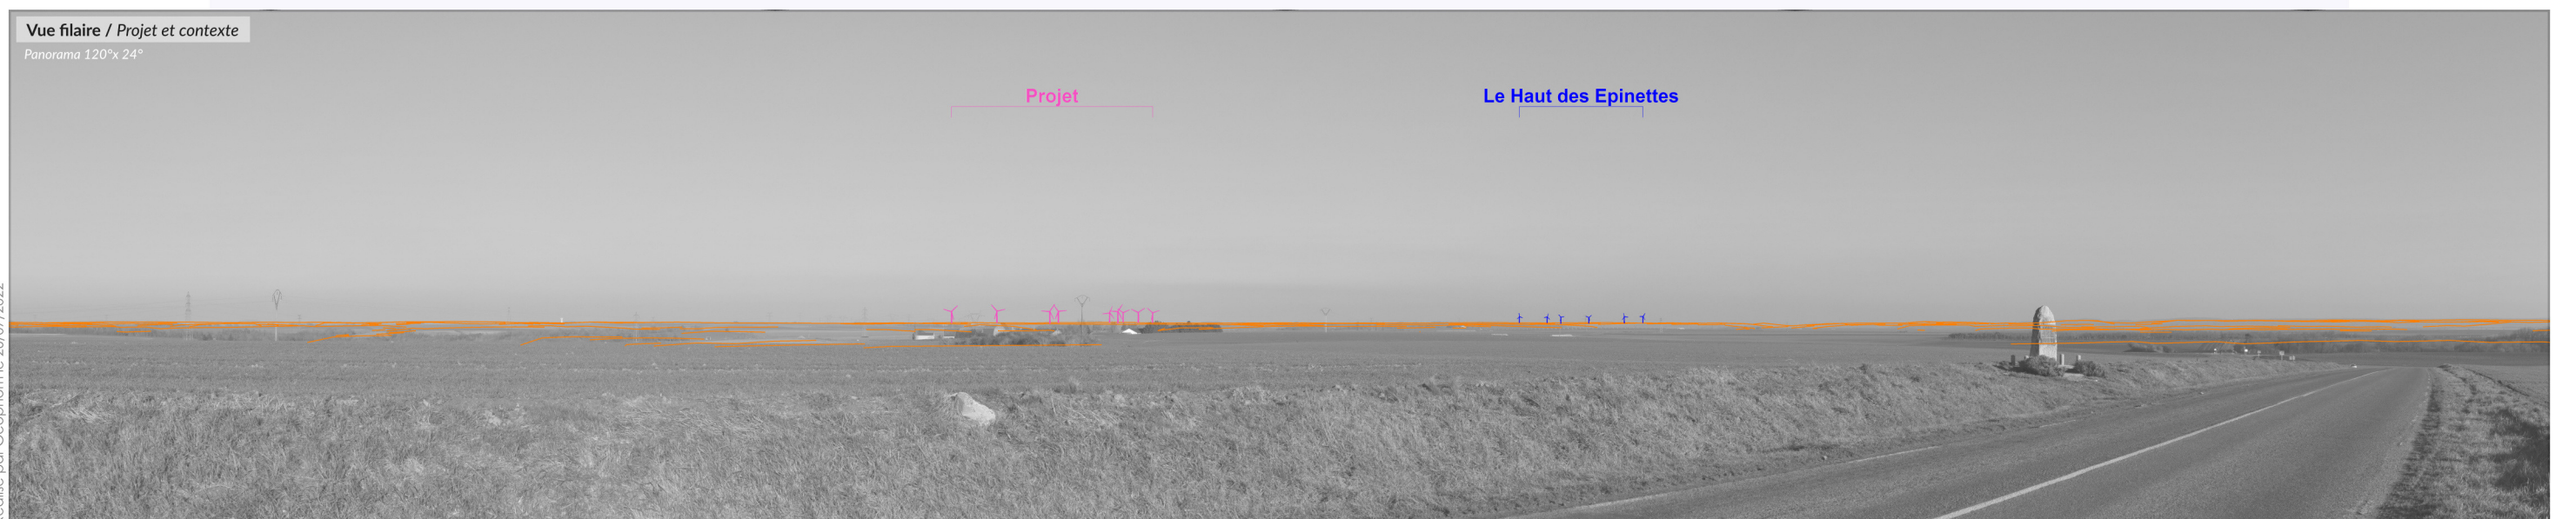 Vue filaire / Projet et contexte
Panorama 120°x 24°
Projet
Le Haut des Epinettes